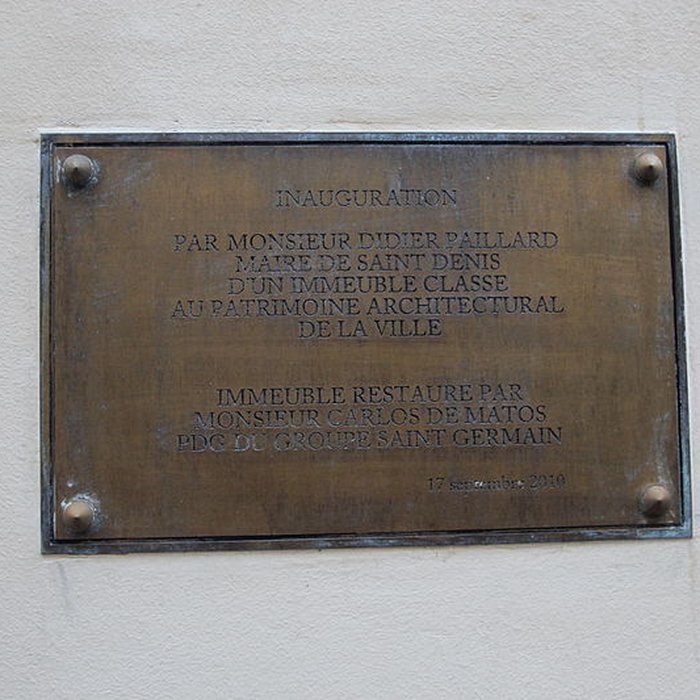 INAUGURATION
PAR MONSIEUR DIDIER PAILLARD
MAIRE DE SAINT DENIS
D'UN IMMEUBLE CLASSE
AU PATRIMOINE ARCHITECTURAL
DE LA VILLE
IMMEUBLE RESTAURE PAR
MONSIEUR CARLOS DE MATOS
PDG DU GROUPE SAINT GERMAIN
17 septembre 2010